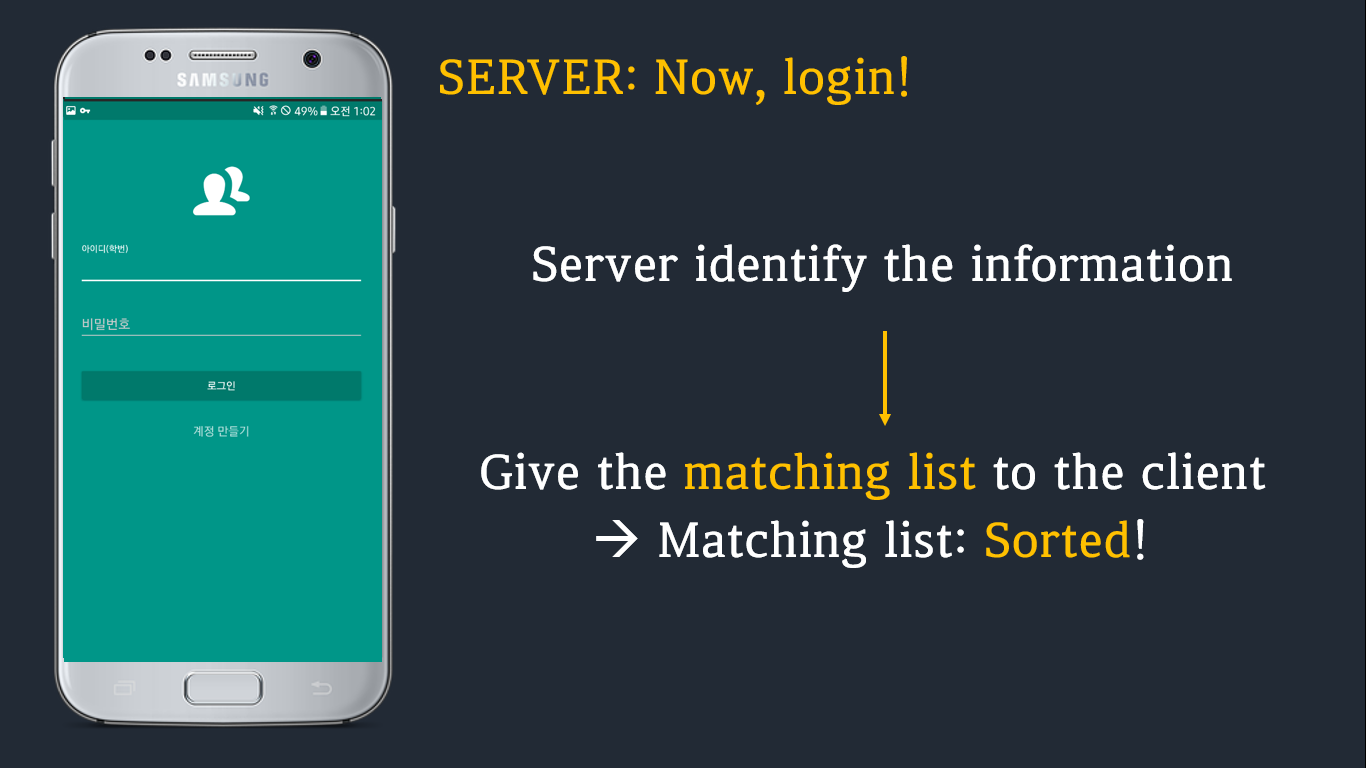 SAMSUNG
49% 오전 1:02
아이디(학번)
비밀번호
로그인
계정 만들기
SERVER: Now, login!
Server identify the information
Give the matching list to the client
→ Matching list: Sorted!